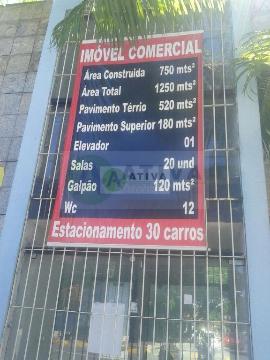 IMÓVEL COMERCIAL
Área Construída 750 mts²
Área Total 1250 mts²
Pavimento Térrio 520 mts²
Pavimento Superior 180 mts²
Elevador 01
Salas 20 und
Galpão 120 mts²
Wc 12
Estacionamento 30 carros
ATIVA